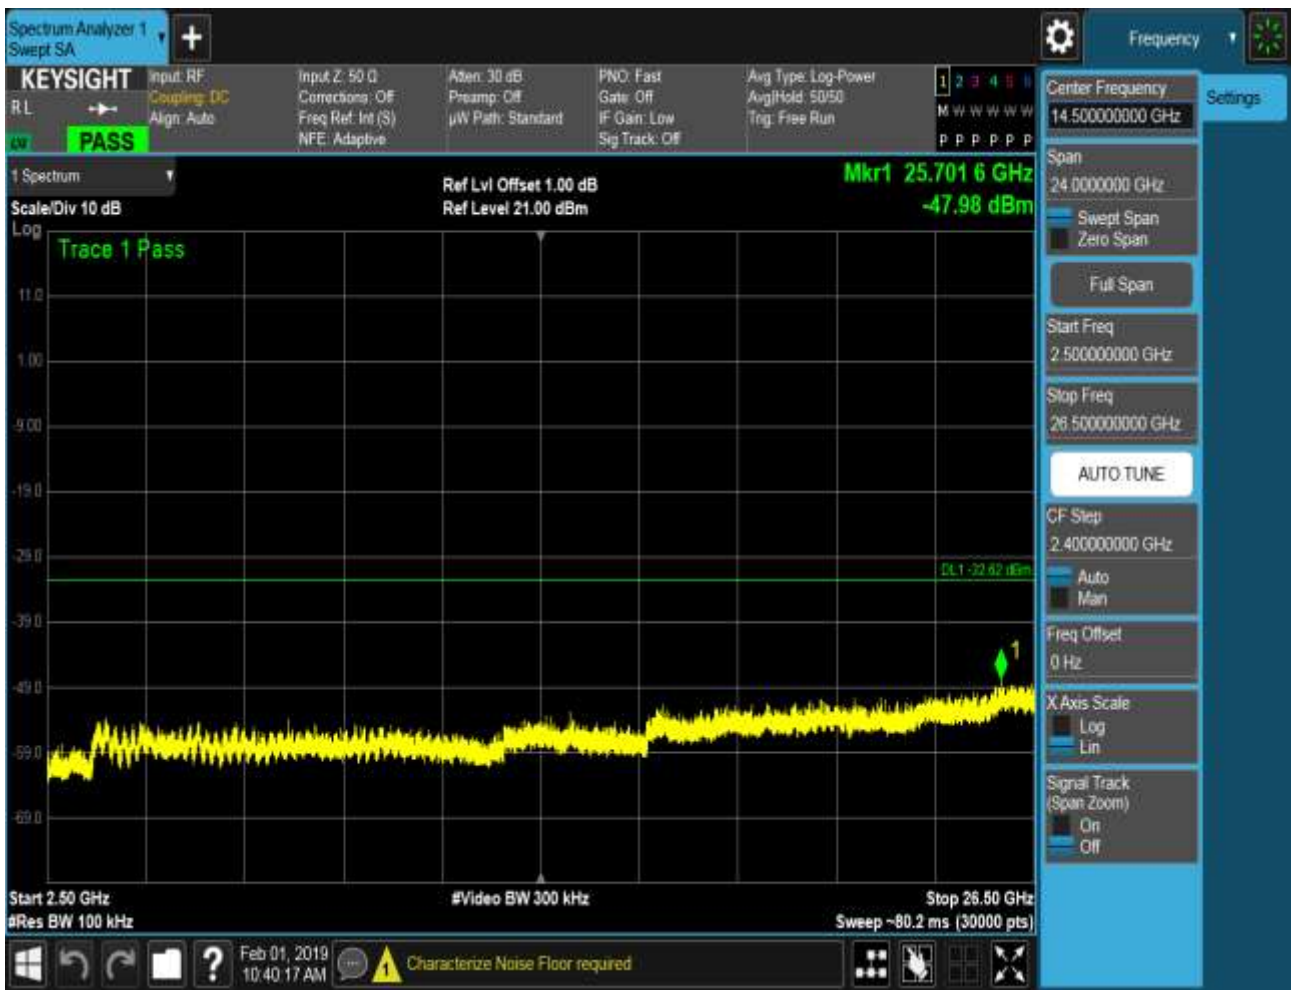 Spectrum Analyzer 1
Swept SA
Frequency
KEYSIGHT
R L
PASS
Input: RF
Coupling: DC
Align: Auto
Input Z: 50 Ω
Corrections: Off
Freq Ref: Int (S)
NFE: Adaptive
Atten: 30 dB
Preamp: Off
µW Path: Standard
PNO: Fast
Gate: Off
IF Gain: Low
Sig Track: Off
Avg Type: Log-Power
Avg|Hold: 50/50
Trig: Free Run
1 2 3 4 5 6
M W W W W W
P P P P P P
1 Spectrum
Scale/Div 10 dB
Log
Ref Lvl Offset 1.00 dB
Ref Level 21.00 dBm
Mkr1 25.701 6 GHz
-47.98 dBm
Trace 1 Pass
11.0
1.00
-9.00
-19.0
-29.0
DL1 -32.62 dBm
-39.0
1
-49.0
-59.0
-69.0
Start 2.50 GHz
#Video BW 300 kHz
Stop 26.50 GHz
#Res BW 100 kHz
Sweep ~80.2 ms (30000 pts)
Feb 01, 2019
10:40:17 AM
?
1
Characterize Noise Floor required
Settings
Center Frequency
14.500000000 GHz
Span
24.0000000 GHz
Swept Span
Zero Span
Full Span
Start Freq
2.500000000 GHz
Stop Freq
26.500000000 GHz
AUTO TUNE
CF Step
2.400000000 GHz
Auto
Man
Freq Offset
0 Hz
X Axis Scale
Log
Lin
Signal Track
(Span Zoom)
On
Off